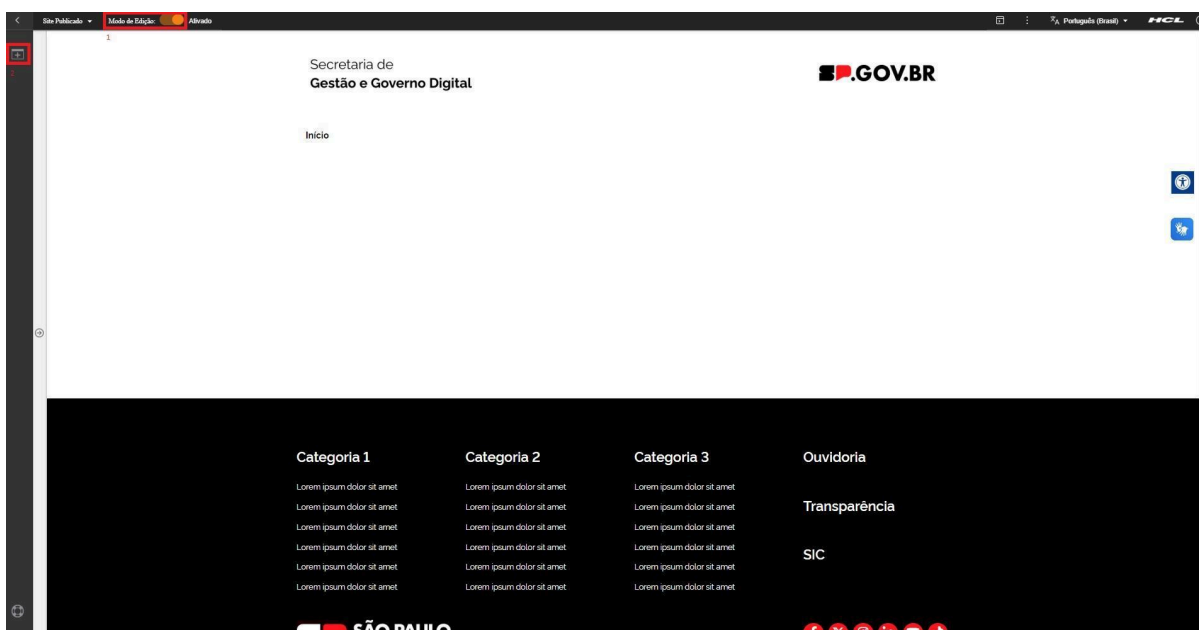 Site Publicado
Modo de Edição:
Ativado
Português (Brasil)
HCL
1
2
Secretaria de
Gestão e Governo Digital
SP.GOV.BR
Início
Categoria 1
Categoria 2
Categoria 3
Ouvidoria
Lorem ipsum dolor sit amet
Lorem ipsum dolor sit amet
Lorem ipsum dolor sit amet
Lorem ipsum dolor sit amet
Lorem ipsum dolor sit amet
Lorem ipsum dolor sit amet
Transparência
Lorem ipsum dolor sit amet
Lorem ipsum dolor sit amet
Lorem ipsum dolor sit amet
Lorem ipsum dolor sit amet
Lorem ipsum dolor sit amet
Lorem ipsum dolor sit amet
SIC
Lorem ipsum dolor sit amet
Lorem ipsum dolor sit amet
Lorem ipsum dolor sit amet
Lorem ipsum dolor sit amet
Lorem ipsum dolor sit amet
Lorem ipsum dolor sit amet
SÃO PAULO